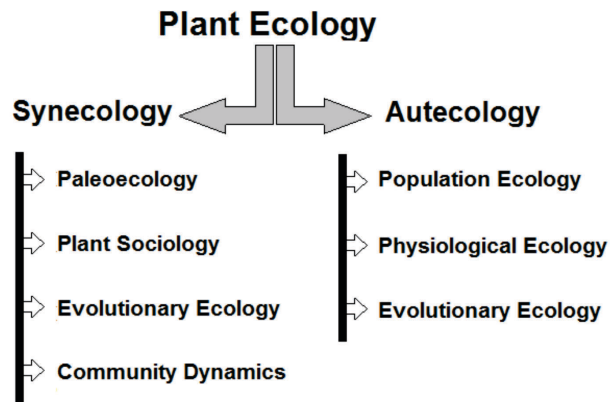 Plant Ecology
Synecology
Autecology
Paleoecology
Plant Sociology
Evolutionary Ecology
Community Dynamics
Population Ecology
Physiological Ecology
Evolutionary Ecology